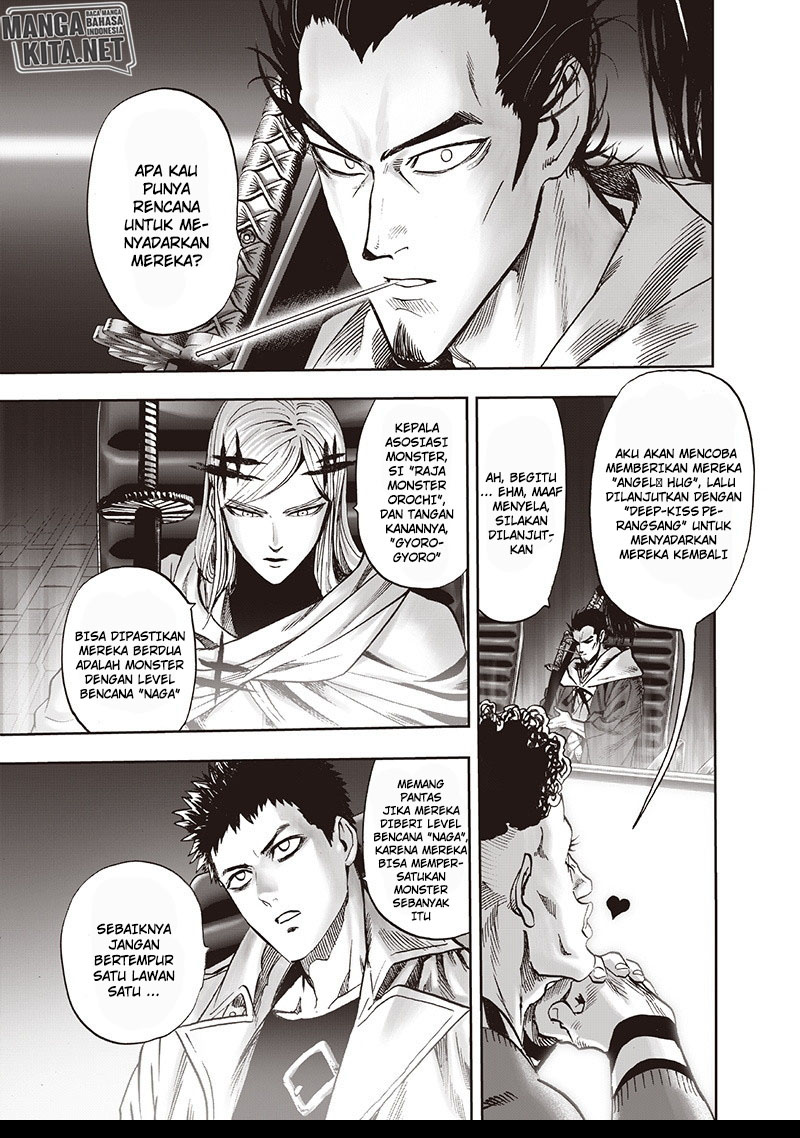 MANGA
BACA MANGA
BAHASA
INDONESIA
KITA.NET
APA KAU
PUNYA
RENCANA
UNTUK ME-
NYADARKAN
MEREKA?
AKU AKAN MENCOBA
MEMBERIKAN MEREKA
"ANGEL□ HUG", LALU
DILANJUTKAN DENGAN
"DEEP-KISS PE-
RANGSANG" UNTUK
MENYADARKAN
MEREKA KEMBALI
AH, BEGITU
... EHM, MAAF
MENYELA,
SILAKAN
DILANJUT-
KAN
KEPALA
ASOSIASI
MONSTER,
SI "RAJA
MONSTER
OROCHI",
DAN TANGAN
KANANNYA,
"GYORO-
GYORO"
BISA DIPASTIKAN
MEREKA BERDUA
ADALAH MONSTER
DENGAN LEVEL
BENCANA "NAGA"
MEMANG
PANTAS
JIKA MEREKA
DIBERI LEVEL
BENCANA "NAGA",
KARENA MEREKA
BISA MEMPER-
SATUKAN
MONSTER
SEBANYAK
ITU
SEBAIKNYA
JANGAN
BERTEMPUR
SATU LAWAN
SATU ...